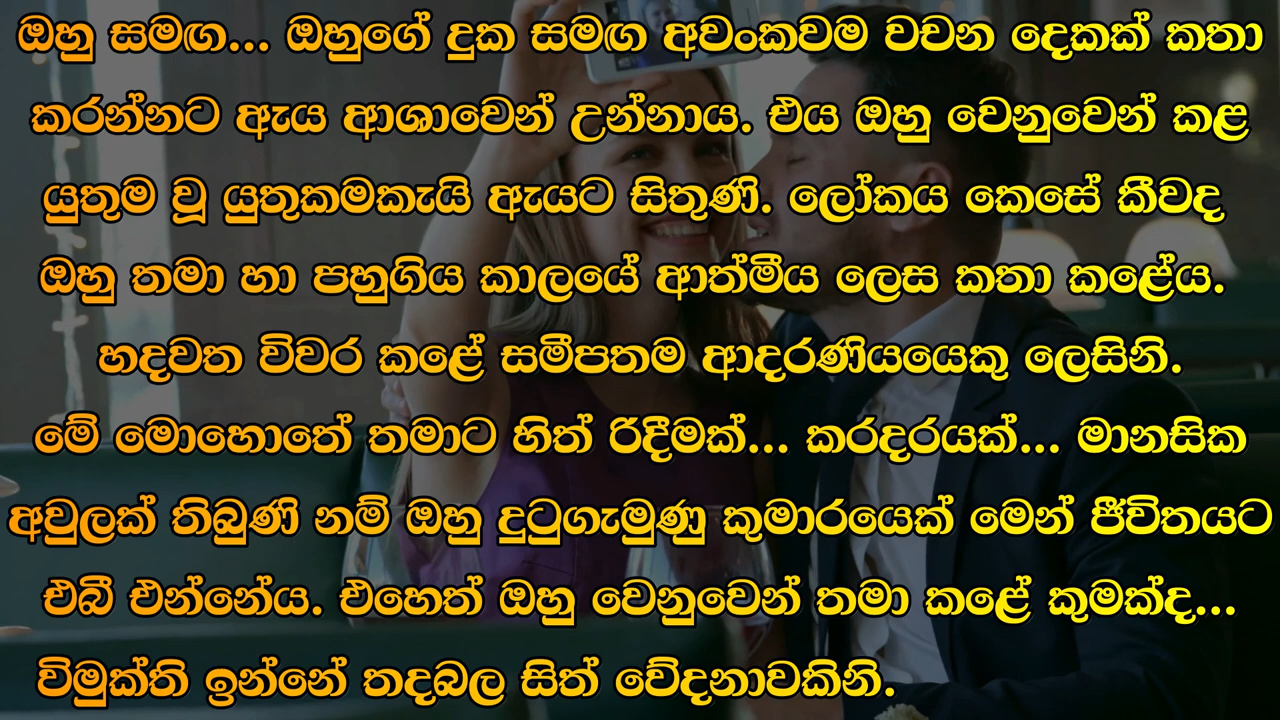 ඔහු සමඟ... ඔහුගේ දුක සමඟ අවංකවම වචන දෙකක් කතා
කරන්නට ඇය ආශාවෙන් උන්නාය. එය ඔහු වෙනුවෙන් කළ
යුතුම වූ යුතුකමකැයි ඇයට සිතුණි. ලෝකය කෙසේ කීවද
ඔහු තමා හා පහුගිය කාලයේ ආත්මීය ලෙස කතා කළේය.
හදවත විවර කළේ සමීපතම ආදරණියයෙකු ලෙසිනි.
මේ මොහොතේ තමාට හිත් රිදීමක්... කරදරයක්... මානසික
අවුලක් තිබුණි නම් ඔහු දුටුගැමුණු කුමාරයෙක් මෙන් ජීවිතයට
එබී එන්නේය. එහෙත් ඔහු වෙනුවෙන් තමා කළේ කුමක්ද...
විමුක්ති ඉන්නේ තදබල සිත් වේදනාවකිනි.